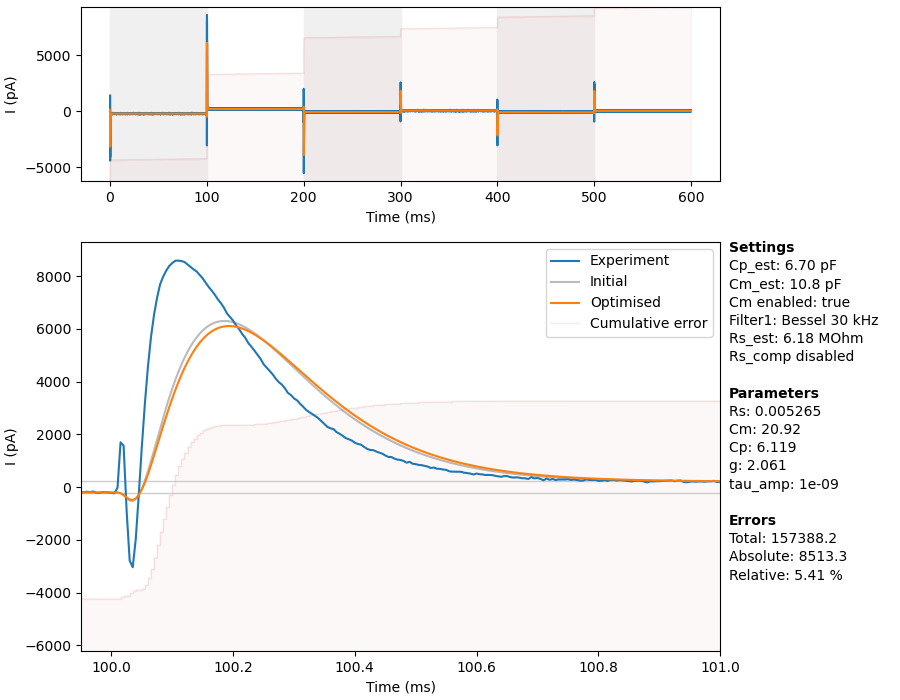 I (pA)
5000
0
−5000
0 100 200 300 400 500 600
Time (ms)
I (pA)
8000
6000
4000
2000
0
−2000
−4000
−6000
Experiment
Initial
Optimised
Cumulative error
100.0 100.2 100.4 100.6 100.8 101.0
Time (ms)
Settings
Cp_est: 6.70 pF
Cm_est: 10.8 pF
Cm enabled: true
Filter1: Bessel 30 kHz
Rs_est: 6.18 MOhm
Rs_comp disabled
Parameters
Rs: 0.005265
Cm: 20.92
Cp: 6.119
g: 2.061
tau_amp: 1e-09
Errors
Total: 157388.2
Absolute: 8513.3
Relative: 5.41 %